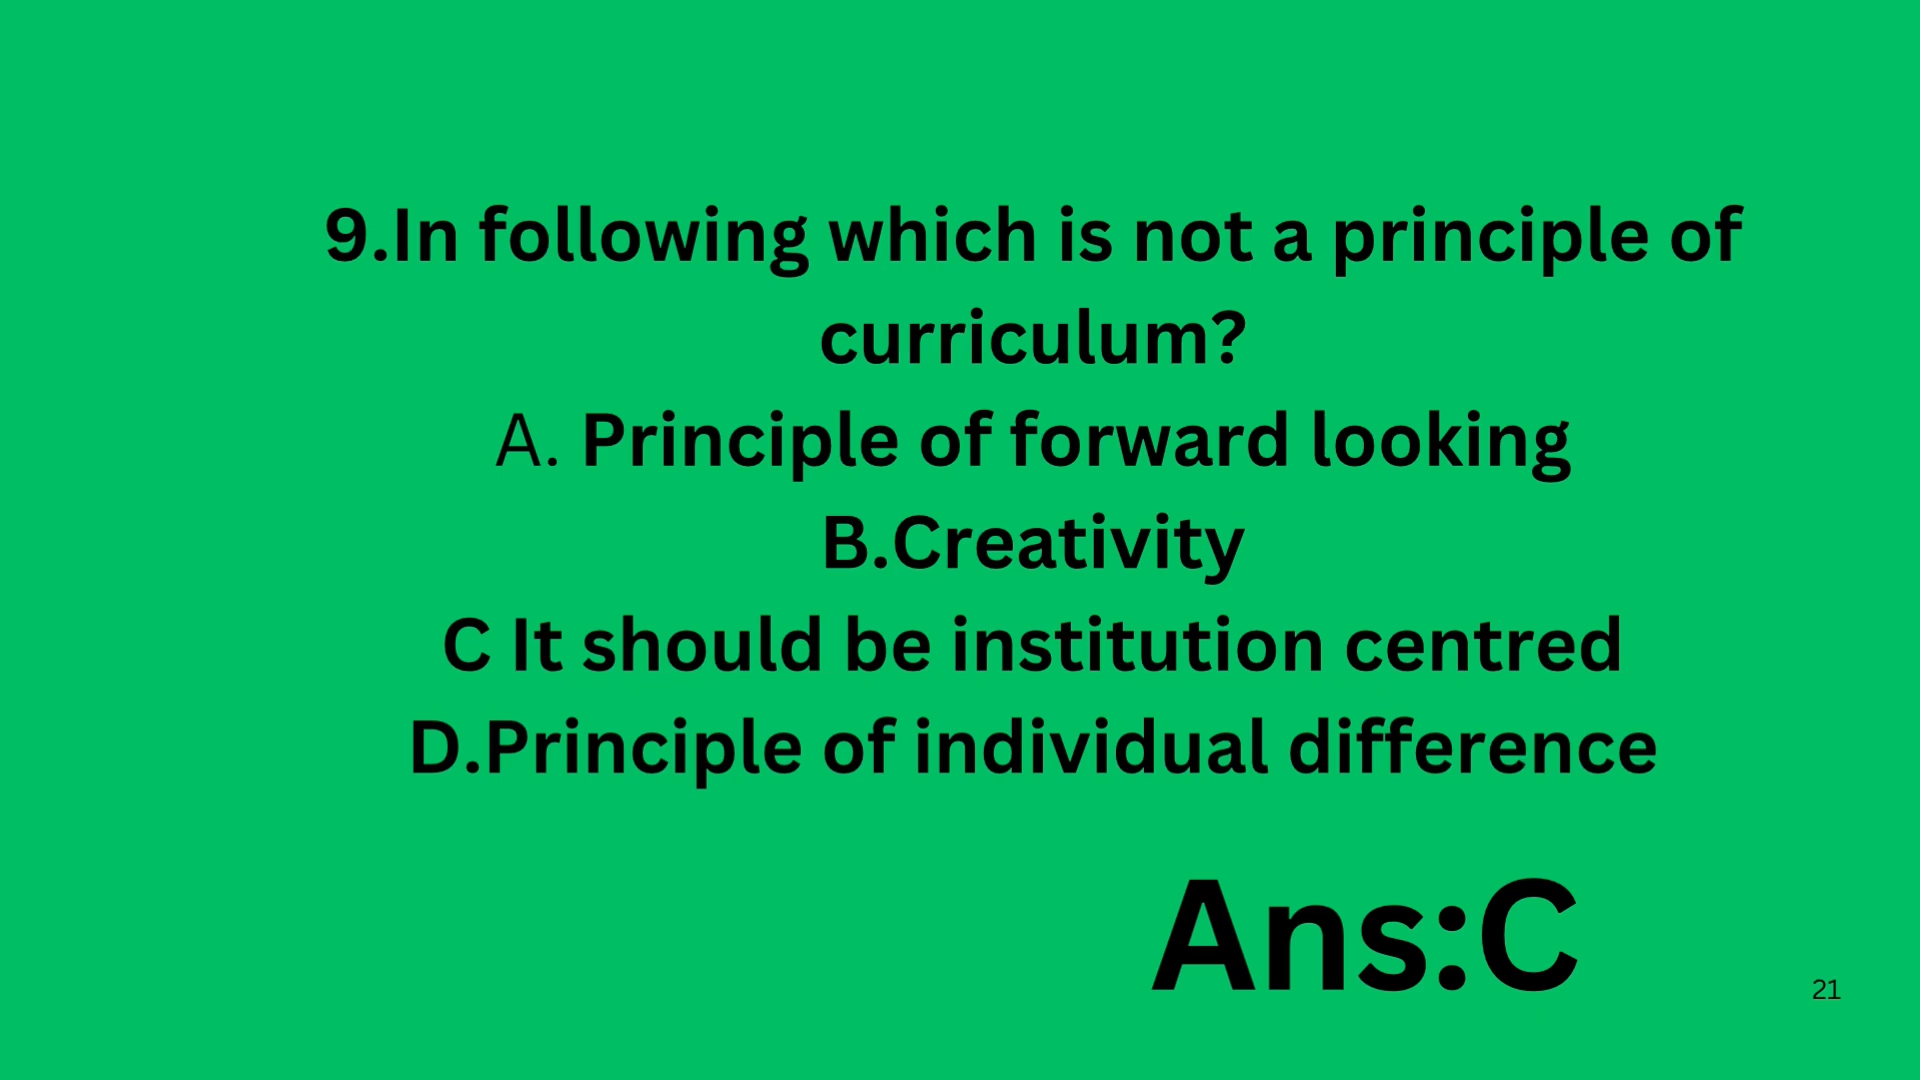 9.In following which is not a principle of
curriculum?
A. Principle of forward looking
B.Creativity
C It should be institution centred
D.Principle of individual difference
Ans:C
21